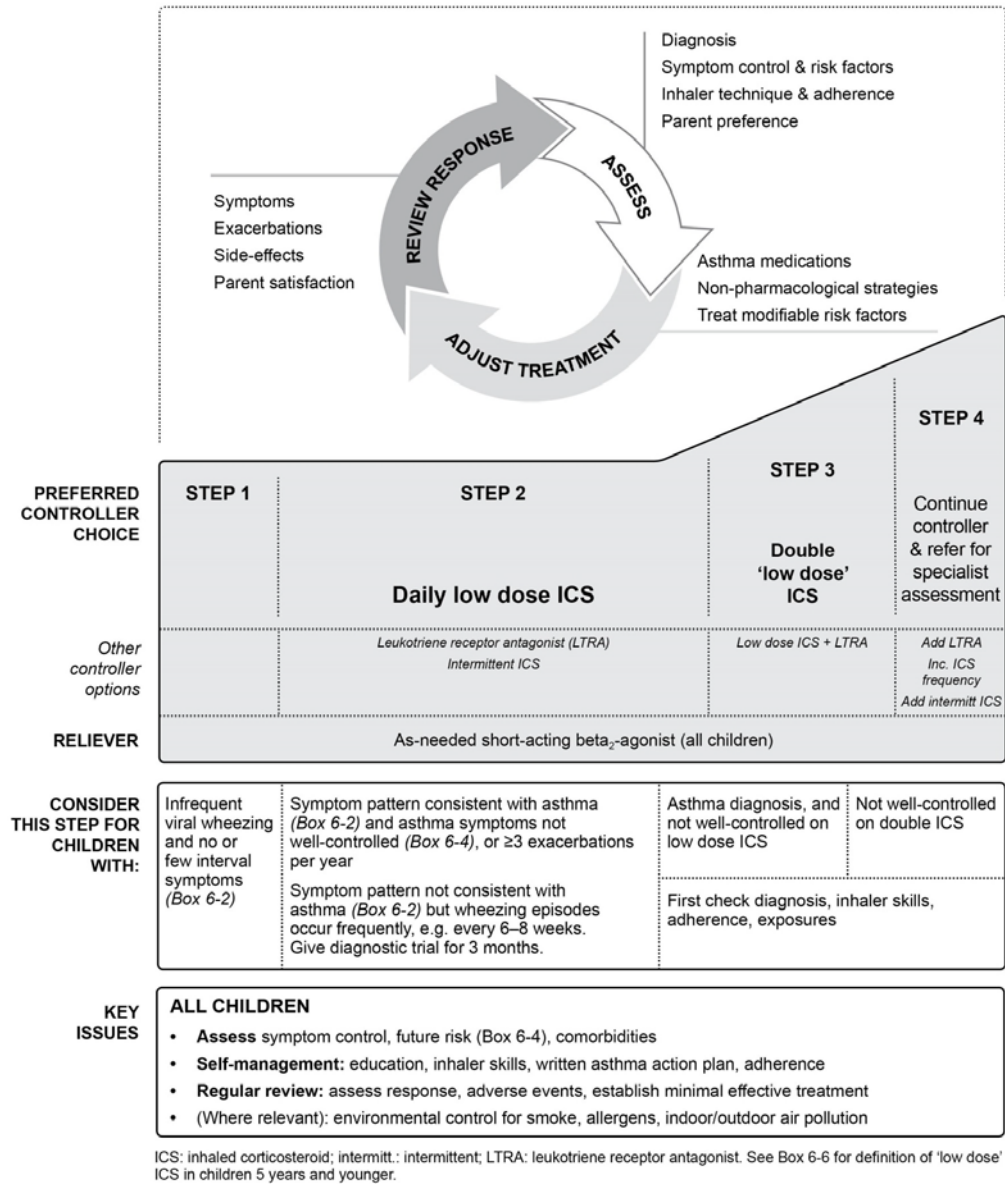 Diagnosis
Symptom control & risk factors
Inhaler technique & adherence
Parent preference
REVIEW RESPONSE
ASSESS
ADJUST TREATMENT
Symptoms
Exacerbations
Side-effects
Parent satisfaction
Asthma medications
Non-pharmacological strategies
Treat modifiable risk factors
PREFERRED
CONTROLLER
CHOICE
STEP 1
STEP 2
Daily low dose ICS
STEP 3
Double
‘low dose’
ICS
STEP 4
Continue
controller
& refer for
specialist
assessment
Other
controller
options
Leukotriene receptor antagonist (LTRA)
Intermittent ICS
Low dose ICS + LTRA
Add LTRA
Inc. ICS
frequency
Add intermitt ICS
RELIEVER
As-needed short-acting beta₂-agonist (all children)
CONSIDER
THIS STEP FOR
CHILDREN
WITH:
Infrequent
viral wheezing
and no or
few interval
symptoms
(Box 6-2)
Symptom pattern consistent with asthma
(Box 6-2) and asthma symptoms not
well-controlled (Box 6-4), or ≥3 exacerbations
per year
Symptom pattern not consistent with
asthma (Box 6-2) but wheezing episodes
occur frequently, e.g. every 6–8 weeks.
Give diagnostic trial for 3 months.
Asthma diagnosis, and
not well-controlled on
low dose ICS
Not well-controlled
on double ICS
First check diagnosis, inhaler skills,
adherence, exposures
KEY
ISSUES
ALL CHILDREN
• Assess symptom control, future risk (Box 6-4), comorbidities
• Self-management: education, inhaler skills, written asthma action plan, adherence
• Regular review: assess response, adverse events, establish minimal effective treatment
• (Where relevant): environmental control for smoke, allergens, indoor/outdoor air pollution
ICS: inhaled corticosteroid; intermitt.: intermittent; LTRA: leukotriene receptor antagonist. See Box 6-6 for definition of ‘low dose’
ICS in children 5 years and younger.